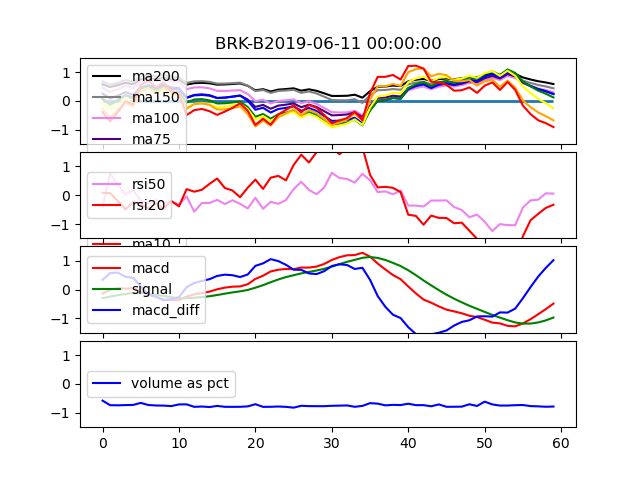 BRK-B2019-06-11 00:00:00
1
0
−1
ma200
ma150
ma100
ma75
1
0
−1
rsi50
rsi20
ma10
1
0
−1
macd
signal
macd_diff
1
0
−1
volume as pct
0 10 20 30 40 50 60